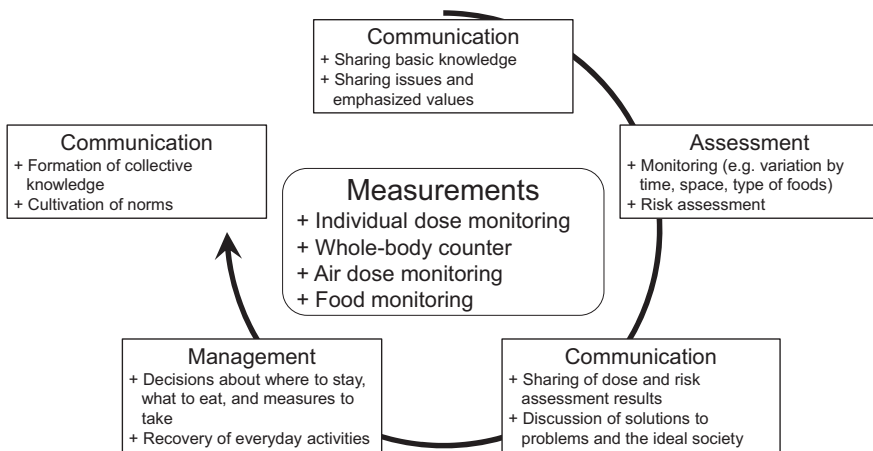 Communication
+ Sharing basic knowledge
+ Sharing issues and
emphasized values
Communication
+ Formation of collective
knowledge
+ Cultivation of norms
Assessment
+ Monitoring (e.g. variation by
time, space, type of foods)
+ Risk assessment
Measurements
+ Individual dose monitoring
+ Whole-body counter
+ Air dose monitoring
+ Food monitoring
Management
+ Decisions about where to stay,
what to eat, and measures to
take
+ Recovery of everyday activities
Communication
+ Sharing of dose and risk
assessment results
+ Discussion of solutions to
problems and the ideal society